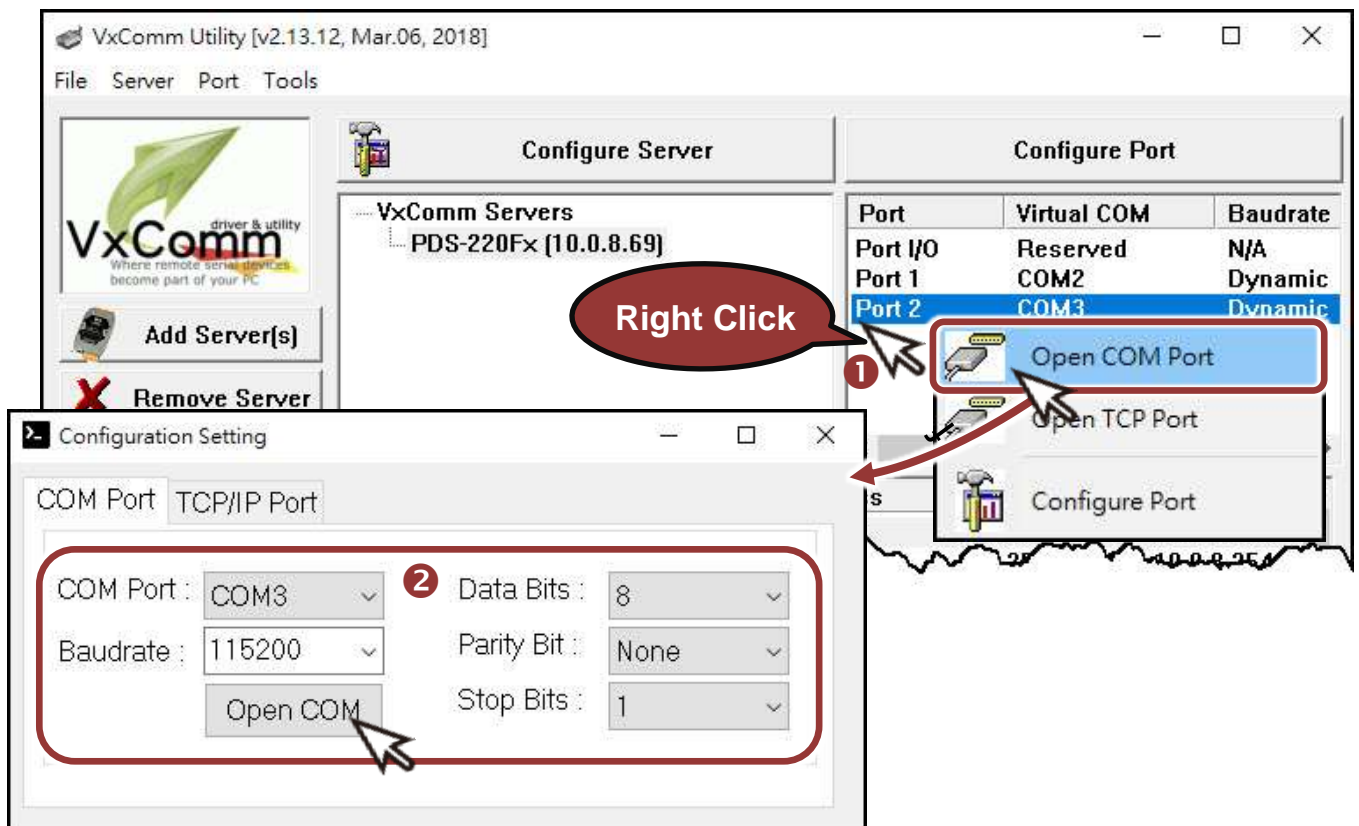 VxComm Utility [v2.13.12, Mar.06, 2018]
File Server Port Tools
Configure Server
Configure Port
VxComm
driver & utility
Where remote serial devices
become part of your PC
Add Server(s)
Remove Server
VxComm Servers
PDS-220Fx (10.0.8.69)
Port Virtual COM Baudrate
Port I/O Reserved N/A
Port 1 COM2 Dynamic
Port 2 COM3 Dynamic
Right Click
1
Open COM Port
Open TCP Port
Configure Port
Configuration Setting
COM Port TCP/IP Port
2
COM Port : COM3
Baudrate : 115200
Open COM
Data Bits : 8
Parity Bit : None
Stop Bits : 1